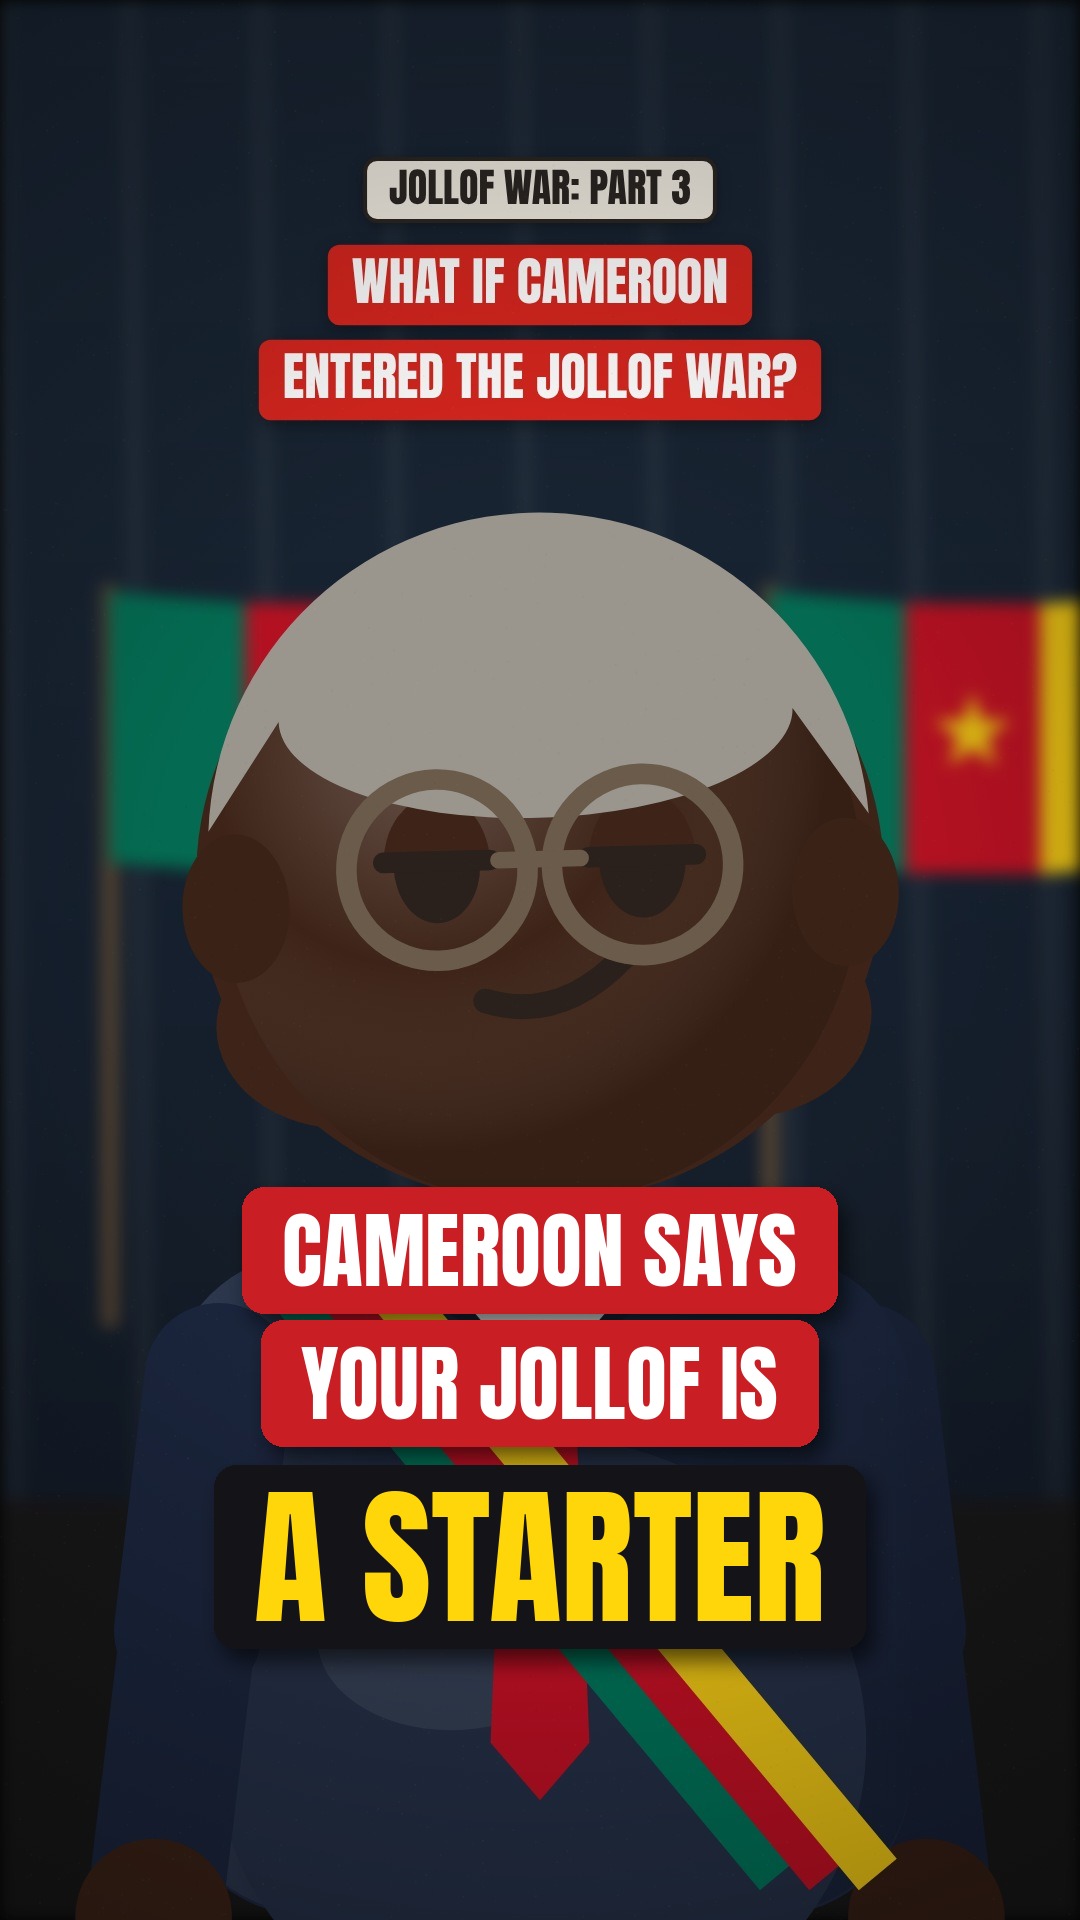 JOLLOF WAR: PART 3
WHAT IF CAMEROON
ENTERED THE JOLLOF WAR?
CAMEROON SAYS
YOUR JOLLOF IS
A STARTER